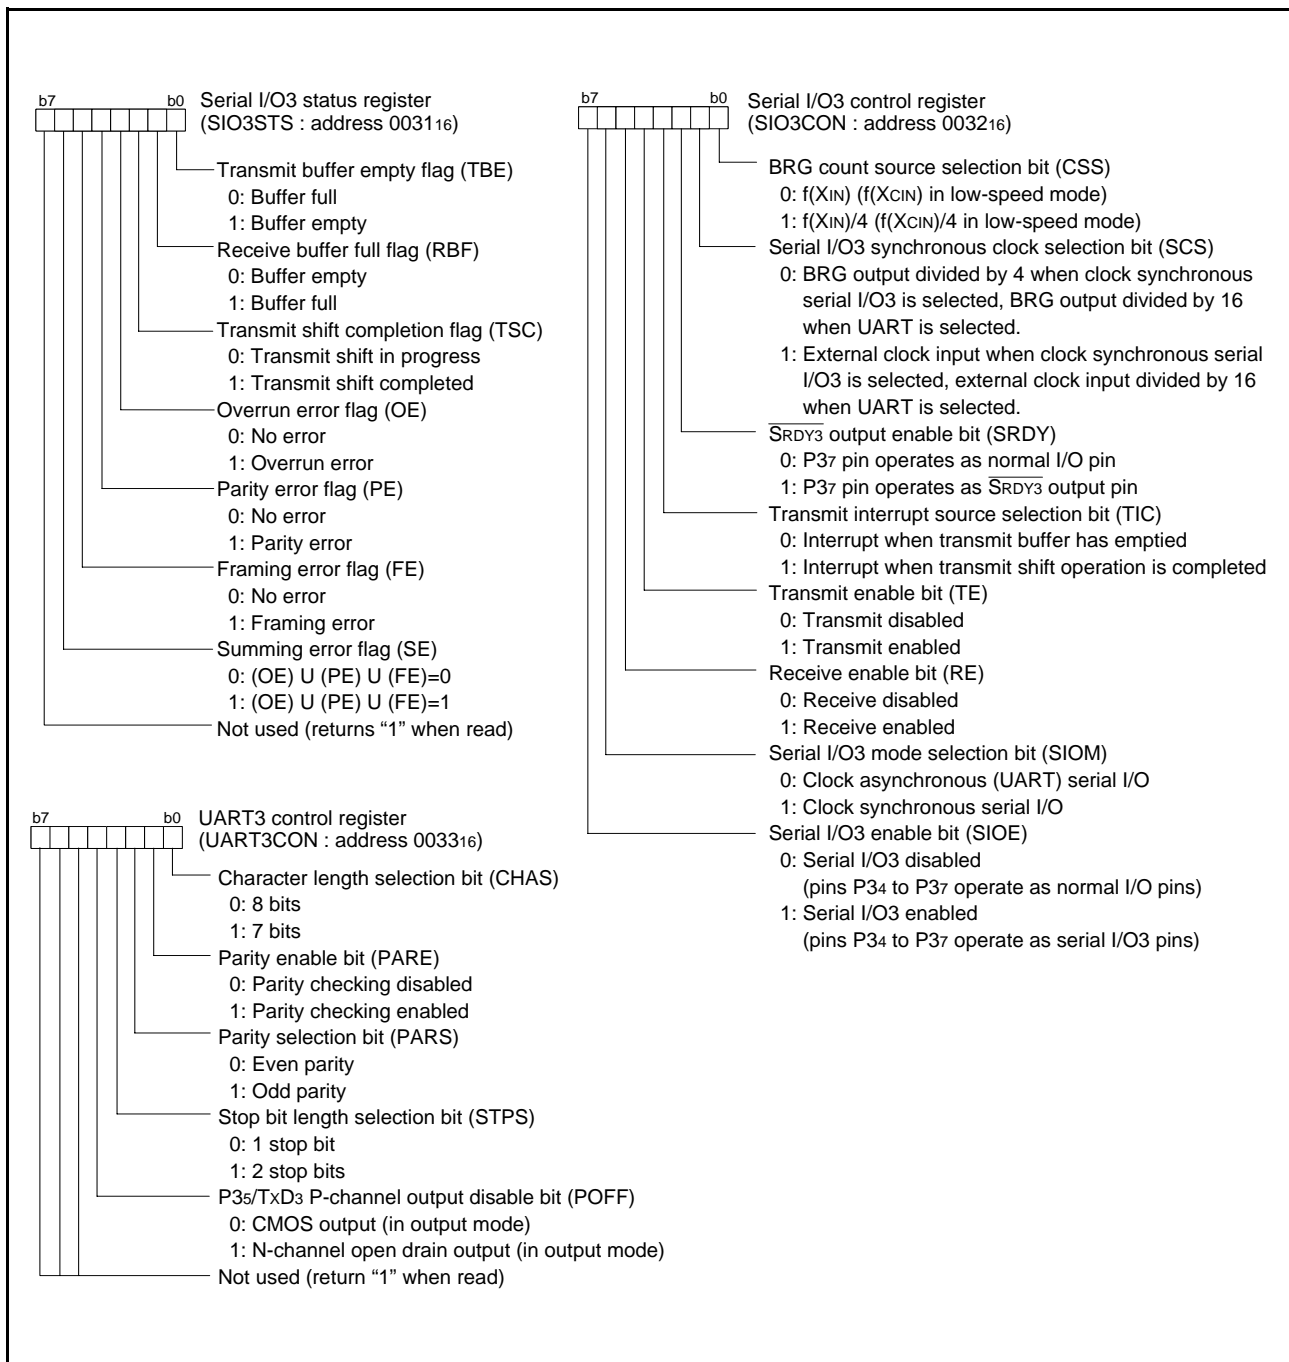 b7 b0 Serial I/O3 status register
(SIO3STS : address 003116)
Transmit buffer empty flag (TBE)
0: Buffer full
1: Buffer empty
Receive buffer full flag (RBF)
0: Buffer empty
1: Buffer full
Transmit shift completion flag (TSC)
0: Transmit shift in progress
1: Transmit shift completed
Overrun error flag (OE)
0: No error
1: Overrun error
Parity error flag (PE)
0: No error
1: Parity error
Framing error flag (FE)
0: No error
1: Framing error
Summing error flag (SE)
0: (OE) U (PE) U (FE)=0
1: (OE) U (PE) U (FE)=1
Not used (returns “1” when read)
b7 b0 UART3 control register
(UART3CON : address 003316)
Character length selection bit (CHAS)
0: 8 bits
1: 7 bits
Parity enable bit (PARE)
0: Parity checking disabled
1: Parity checking enabled
Parity selection bit (PARS)
0: Even parity
1: Odd parity
Stop bit length selection bit (STPS)
0: 1 stop bit
1: 2 stop bits
P35/TXD3 P-channel output disable bit (POFF)
0: CMOS output (in output mode)
1: N-channel open drain output (in output mode)
Not used (return “1” when read)
b7 b0 Serial I/O3 control register
(SIO3CON : address 003216)
BRG count source selection bit (CSS)
0: f(XIN) (f(XCIN) in low-speed mode)
1: f(XIN)/4 (f(XCIN)/4 in low-speed mode)
Serial I/O3 synchronous clock selection bit (SCS)
0: BRG output divided by 4 when clock synchronous
serial I/O3 is selected, BRG output divided by 16
when UART is selected.
1: External clock input when clock synchronous serial
I/O3 is selected, external clock input divided by 16
when UART is selected.
SRDY3 output enable bit (SRDY)
0: P37 pin operates as normal I/O pin
1: P37 pin operates as SRDY3 output pin
Transmit interrupt source selection bit (TIC)
0: Interrupt when transmit buffer has emptied
1: Interrupt when transmit shift operation is completed
Transmit enable bit (TE)
0: Transmit disabled
1: Transmit enabled
Receive enable bit (RE)
0: Receive disabled
1: Receive enabled
Serial I/O3 mode selection bit (SIOM)
0: Clock asynchronous (UART) serial I/O
1: Clock synchronous serial I/O
Serial I/O3 enable bit (SIOE)
0: Serial I/O3 disabled
(pins P34 to P37 operate as normal I/O pins)
1: Serial I/O3 enabled
(pins P34 to P37 operate as serial I/O3 pins)